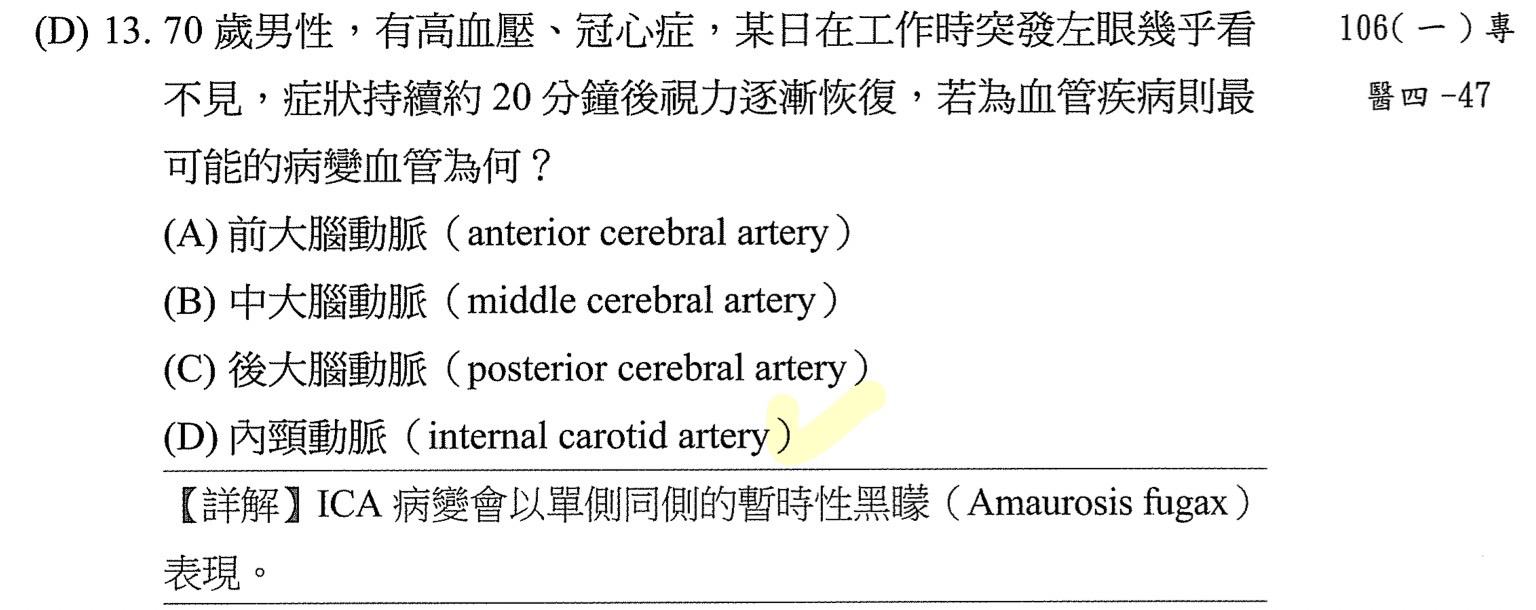 (D) 13. 70 歲男性，有高血壓、冠心症，某日在工作時突發左眼幾乎看
不見，症狀持續約 20 分鐘後視力逐漸恢復，若為血管疾病則最
可能的病變血管為何？
(A) 前大腦動脈（anterior cerebral artery）
(B) 中大腦動脈（middle cerebral artery）
(C) 後大腦動脈（posterior cerebral artery）
(D) 內頸動脈（internal carotid artery）
【詳解】ICA 病變會以單側同側的暫時性黑矇（Amaurosis fugax）
表現。
106( 一 ) 專
醫四 -47